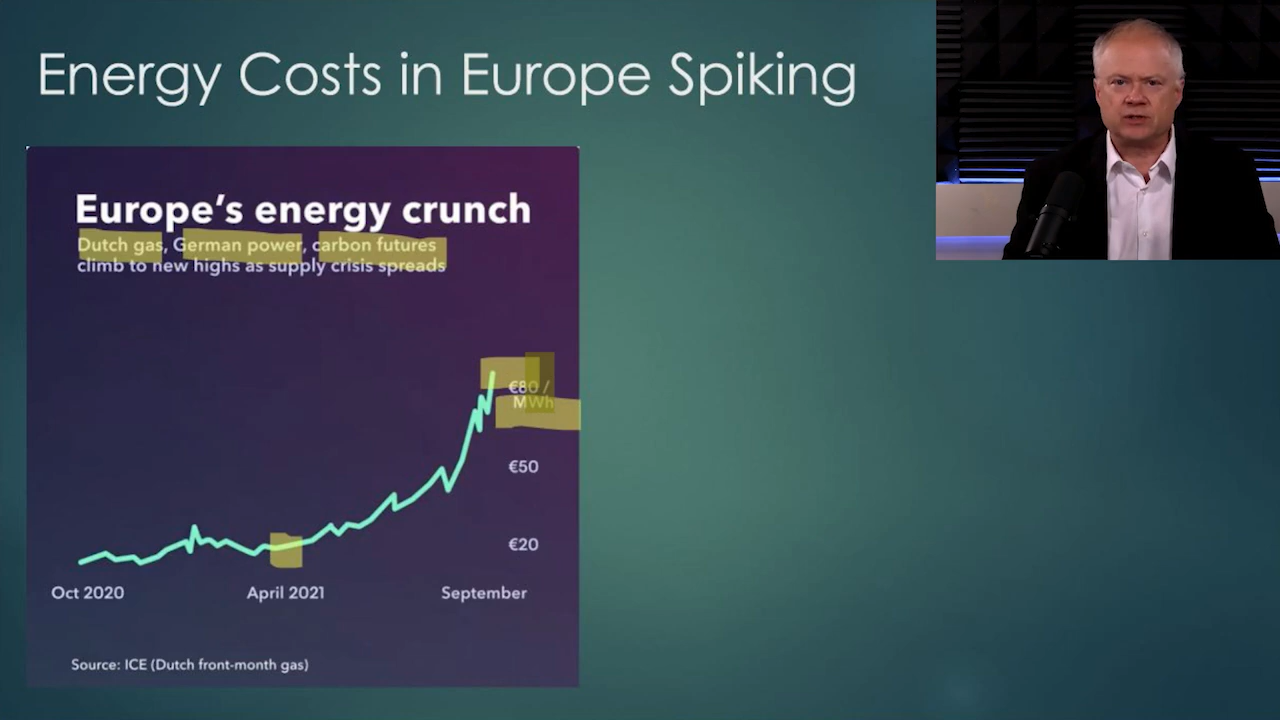 Energy Costs in Europe Spiking
Europe's energy crunch
Dutch gas, German power, carbon futures
climb to new highs as supply crisis spreads
€80 /
MWh
€50
€20
Oct 2020
April 2021
September
Source: ICE (Dutch front-month gas)